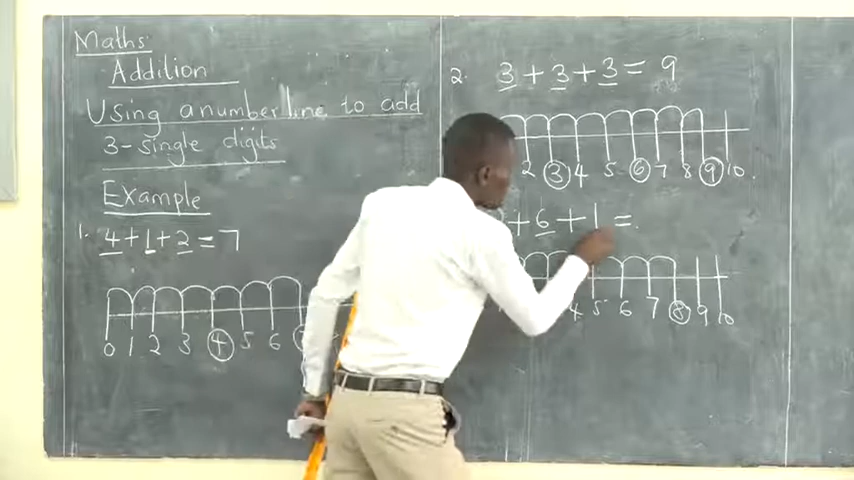 Maths
Addition
Using a number line to add
3-single digits
Example
1. 4+1+2=7
0 1 2 3 4 5 6
2. 3+3+3=9
2 3 4 5 6 7 8 9 10
+6+1=
4 5 6 7 8 9 10